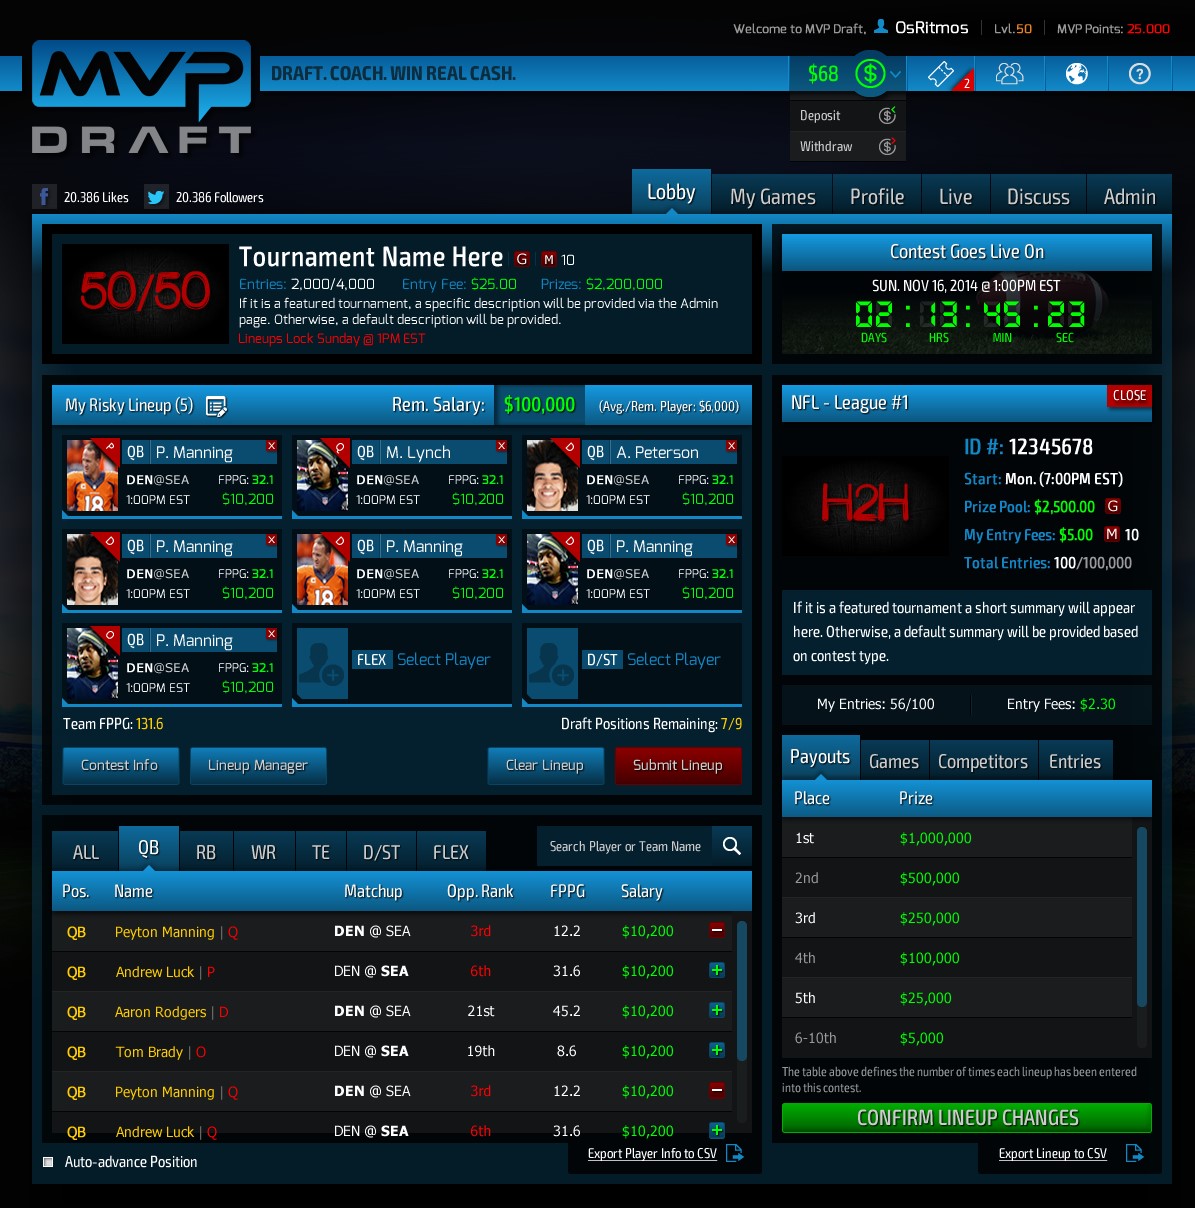 Welcome to MVP Draft, OsRitmos Lvl.50 MVP Points: 25.000
MVP
DRAFT
DRAFT. COACH. WIN REAL CASH.
$68 $ 2 ?
Deposit
Withdraw
20.386 Likes 20.386 Followers
Lobby My Games Profile Live Discuss Admin
50/50
Tournament Name Here G M 10
Entries: 2,000/4,000 Entry Fee: $25.00 Prizes: $2,200,000
If it is a featured tournament, a specific description will be provided via the Admin
page. Otherwise, a default description will be provided.
Lineups Lock Sunday @ 1PM EST
Contest Goes Live On
SUN. NOV 16, 2014 @ 1:00PM EST
02 : 13 : 45 : 23
DAYS HRS MIN SEC
My Risky Lineup (5) Rem. Salary: $100,000 (Avg./Rem. Player: $6,000)
P QB P. Manning X
DEN@SEA FPPG: 32.1
1:00PM EST $10,200
Q QB M. Lynch X
DEN@SEA FPPG: 32.1
1:00PM EST $10,200
D QB A. Peterson X
DEN@SEA FPPG: 32.1
1:00PM EST $10,200
D QB P. Manning X
DEN@SEA FPPG: 32.1
1:00PM EST $10,200
D QB P. Manning X
DEN@SEA FPPG: 32.1
1:00PM EST $10,200
D QB P. Manning X
DEN@SEA FPPG: 32.1
1:00PM EST $10,200
O QB P. Manning X
DEN@SEA FPPG: 32.1
1:00PM EST $10,200
FLEX Select Player
D/ST Select Player
Team FPPG: 131.6 Draft Positions Remaining: 7/9
Contest Info Lineup Manager Clear Lineup Submit Lineup
NFL - League #1 CLOSE
H2H
ID #: 12345678
Start: Mon. (7:00PM EST)
Prize Pool: $2,500.00 G
My Entry Fees: $5.00 M 10
Total Entries: 100/100,000
If it is a featured tournament a short summary will appear
here. Otherwise, a default summary will be provided based
on contest type.
My Entries: 56/100 Entry Fees: $2.30
Payouts Games Competitors Entries
Place Prize
1st $1,000,000
2nd $500,000
3rd $250,000
4th $100,000
5th $25,000
6-10th $5,000
The table above defines the number of times each lineup has been entered
into this contest.
CONFIRM LINEUP CHANGES
Export Lineup to CSV
ALL QB RB WR TE D/ST FLEX Search Player or Team Name
Pos. Name Matchup Opp. Rank FPPG Salary
QB Peyton Manning | Q DEN @ SEA 3rd 12.2 $10,200
QB Andrew Luck | P DEN @ SEA 6th 31.6 $10,200
QB Aaron Rodgers | D DEN @ SEA 21st 45.2 $10,200
QB Tom Brady | O DEN @ SEA 19th 8.6 $10,200
QB Peyton Manning | Q DEN @ SEA 3rd 12.2 $10,200
QB Andrew Luck | Q DEN @ SEA 6th 31.6 $10,200
Auto-advance Position
Export Player Info to CSV